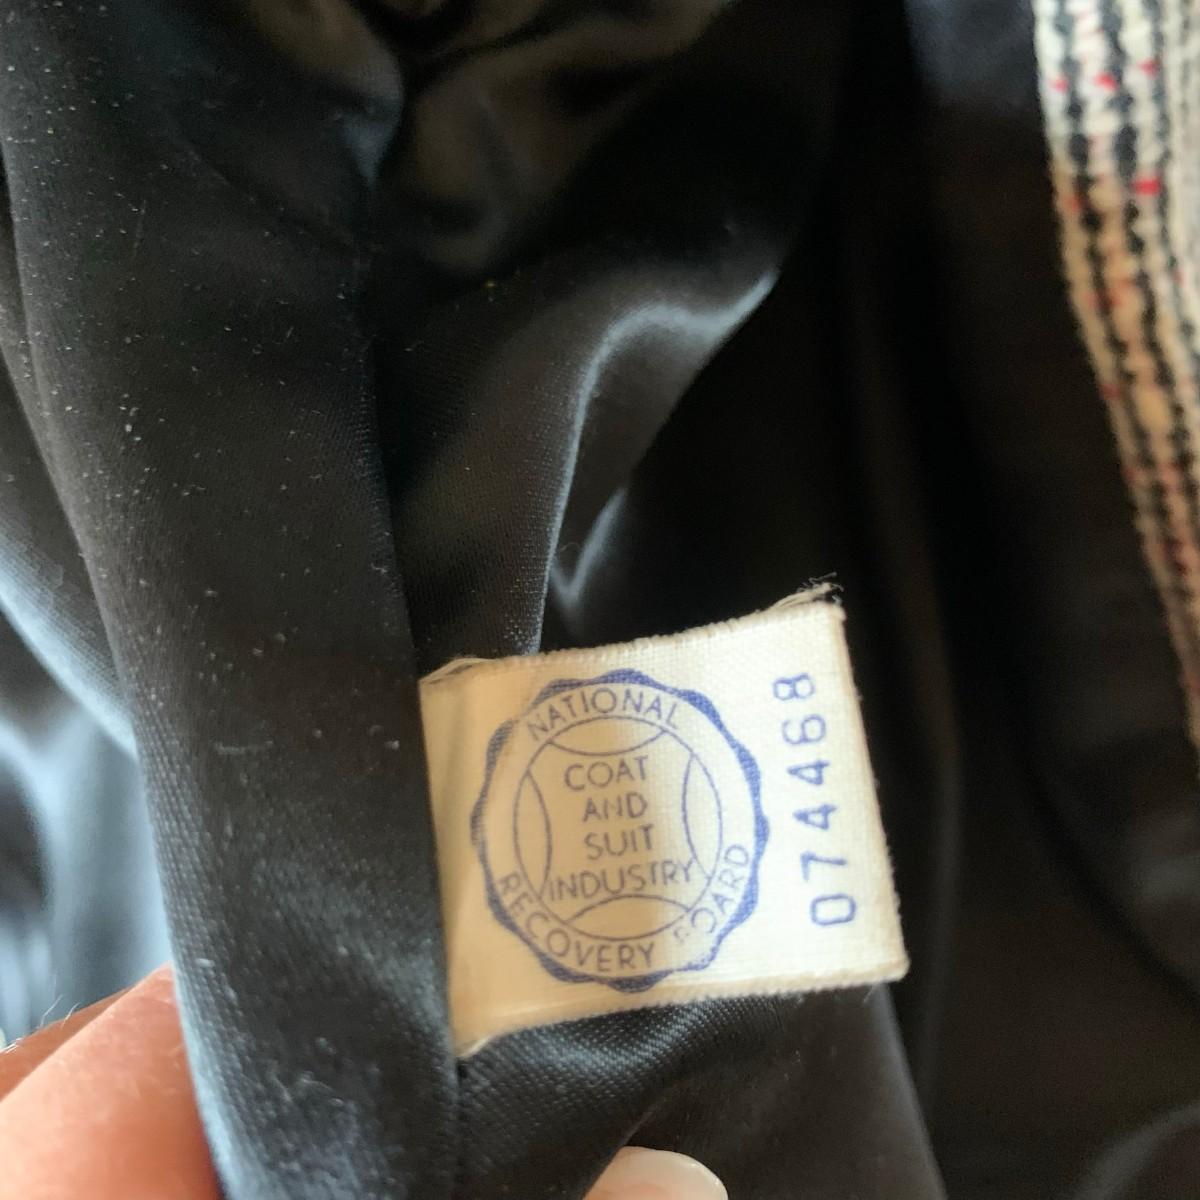 NATIONAL
COAT
AND
SUIT
INDUSTRY
RECOVERY BOARD
074468